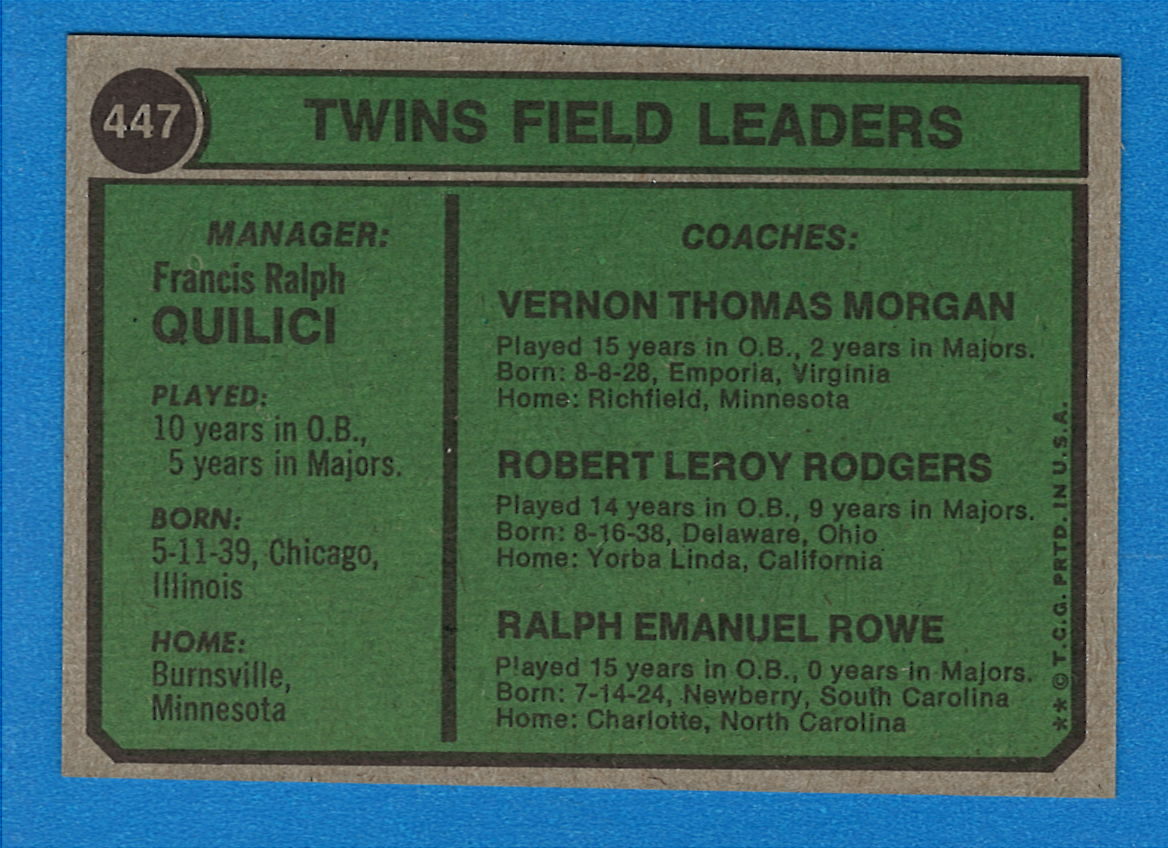 447
TWINS FIELD LEADERS
MANAGER:
Francis Ralph
QUILICI
PLAYED:
10 years in O.B.,
5 years in Majors.
BORN:
5-11-39, Chicago,
Illinois
HOME:
Burnsville,
Minnesota
COACHES:
VERNON THOMAS MORGAN
Played 15 years in O.B., 2 years in Majors.
Born: 8-8-28, Emporia, Virginia
Home: Richfield, Minnesota
ROBERT LEROY RODGERS
Played 14 years in O.B., 9 years in Majors.
Born: 8-16-38, Delaware, Ohio
Home: Yorba Linda, California
RALPH EMANUEL ROWE
Played 15 years in O.B., 0 years in Majors.
Born: 7-14-24, Newberry, South Carolina
Home: Charlotte, North Carolina
** © T.C.G. PRTD. IN U.S.A.